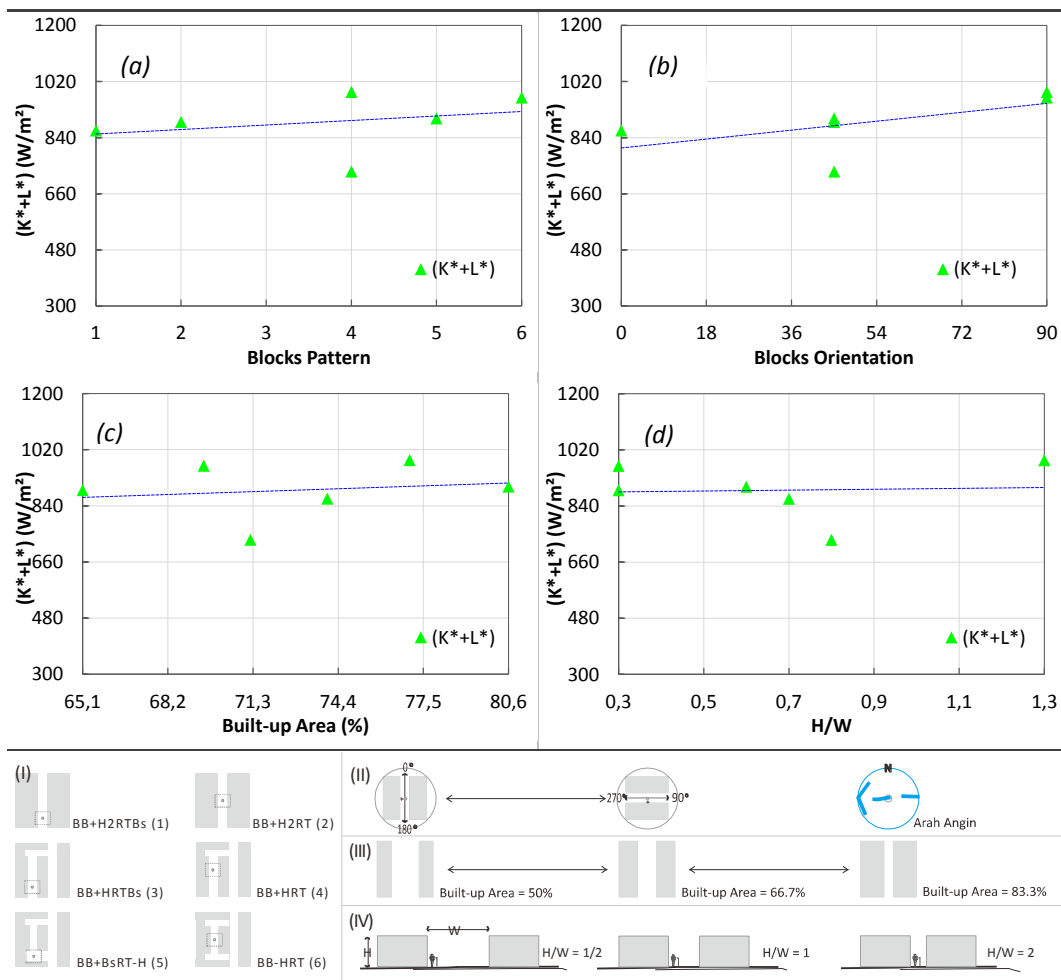 (a)
1200
1020
840
660
480
300
(K*+L*) (W/m²)
(K*+L*)
1 2 3 4 5 6
Blocks Pattern
(b)
1200
1020
840
660
480
300
(K*+L*) (W/m²)
(K*+L*)
0 18 36 54 72 90
Blocks Orientation
(c)
1200
1020
840
660
480
300
(K*+L*) (W/m²)
(K*+L*)
65,1 68,2 71,3 74,4 77,5 80,6
Built-up Area (%)
(d)
1200
1020
840
660
480
300
(K*+L*) (W/m²)
(K*+L*)
0,3 0,5 0,7 0,9 1,1 1,3
H/W
(I)
BB+H2RTBs (1) BB+H2RT (2)
BB+HRTBs (3) BB+HRT (4)
BB+BsRT-H (5) BB-HRT (6)
(II)
0°
180°
270° 90°
N
Arah Angin
(III)
Built-up Area = 50% Built-up Area = 66.7% Built-up Area = 83.3%
(IV)
H W
H/W = 1/2 H/W = 1 H/W = 2